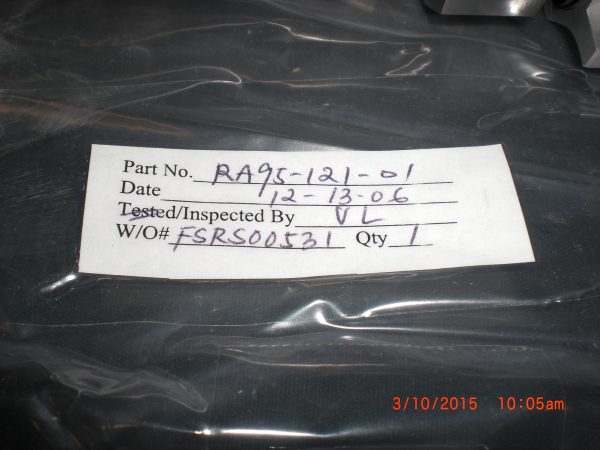 Part No. RA95-121-01
Date 12-13-06
Tested/Inspected By VL
W/O# FSRS00531 Qty 1
3/10/2015 10:05am